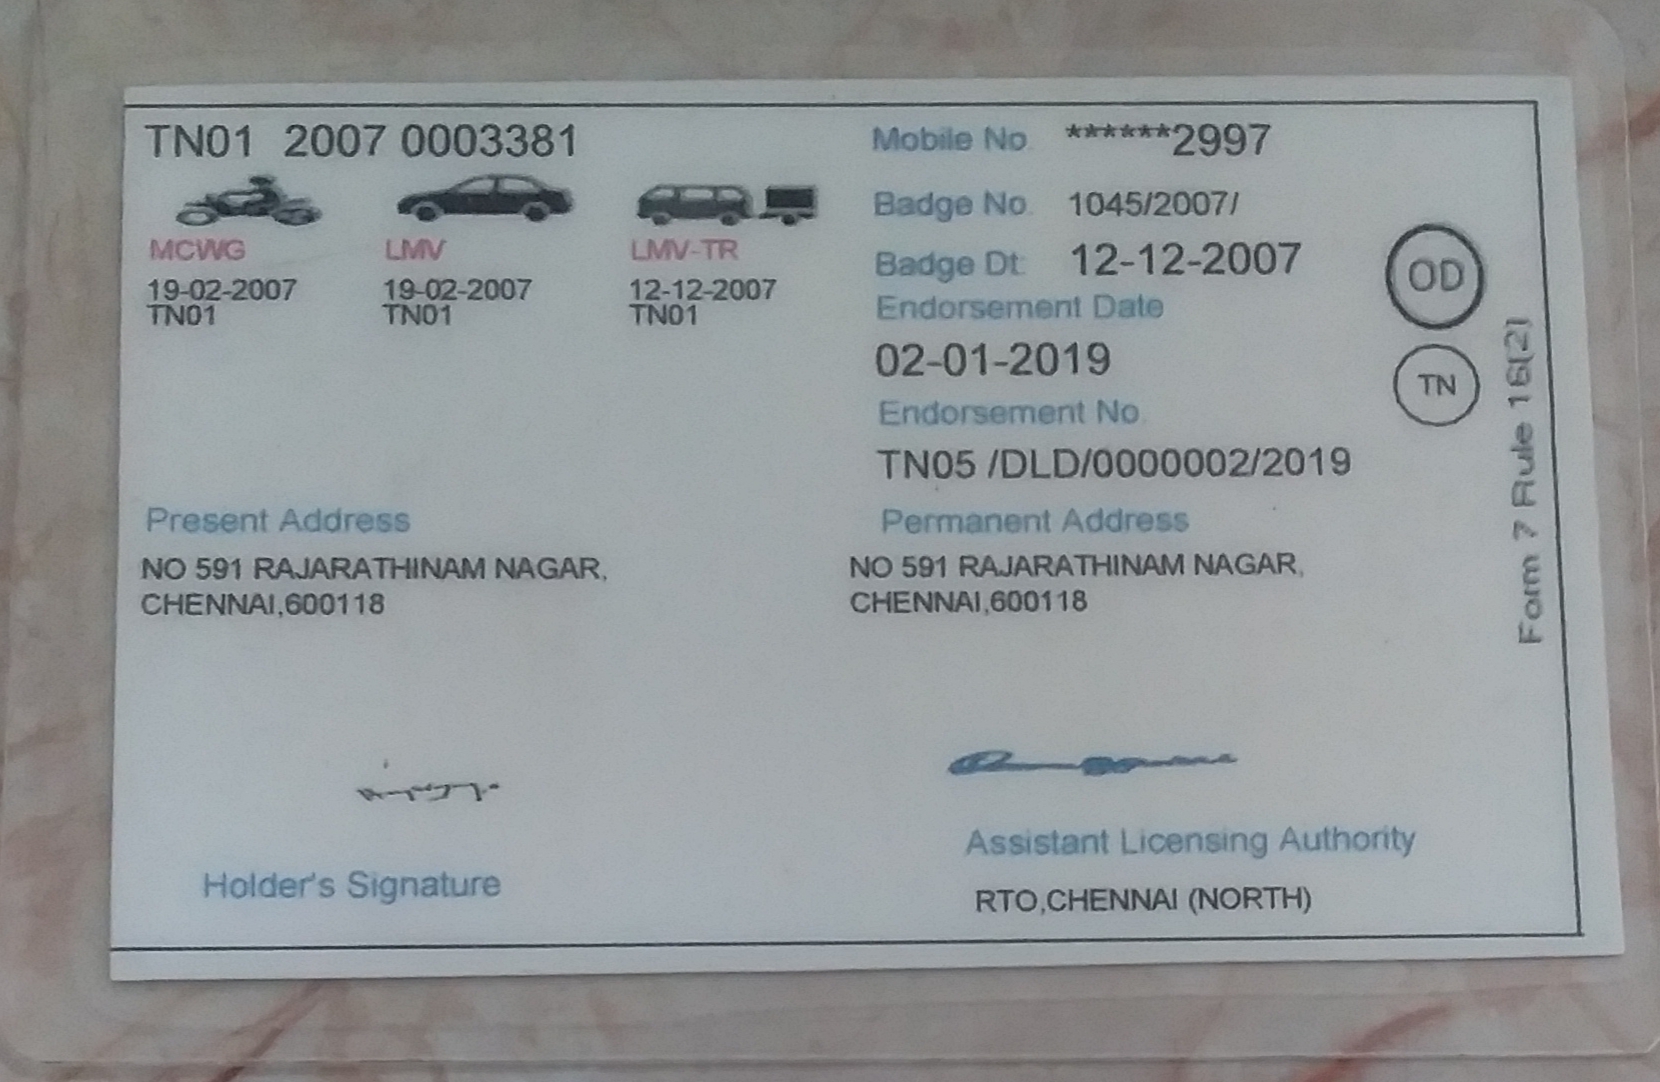 TN01 2007 0003381
MCWG
19-02-2007
TN01
LMV
19-02-2007
TN01
LMV-TR
12-12-2007
TN01
Mobile No. ******2997
Badge No. 1045/2007/
Badge Dt: 12-12-2007
Endorsement Date
02-01-2019
Endorsement No.
TN05 /DLD/0000002/2019
OD
TN
Form 7 Rule 16(2)
Present Address
NO 591 RAJARATHINAM NAGAR,
CHENNAI,600118
Permanent Address
NO 591 RAJARATHINAM NAGAR,
CHENNAI,600118
Holder's Signature
Assistant Licensing Authority
RTO,CHENNAI (NORTH)